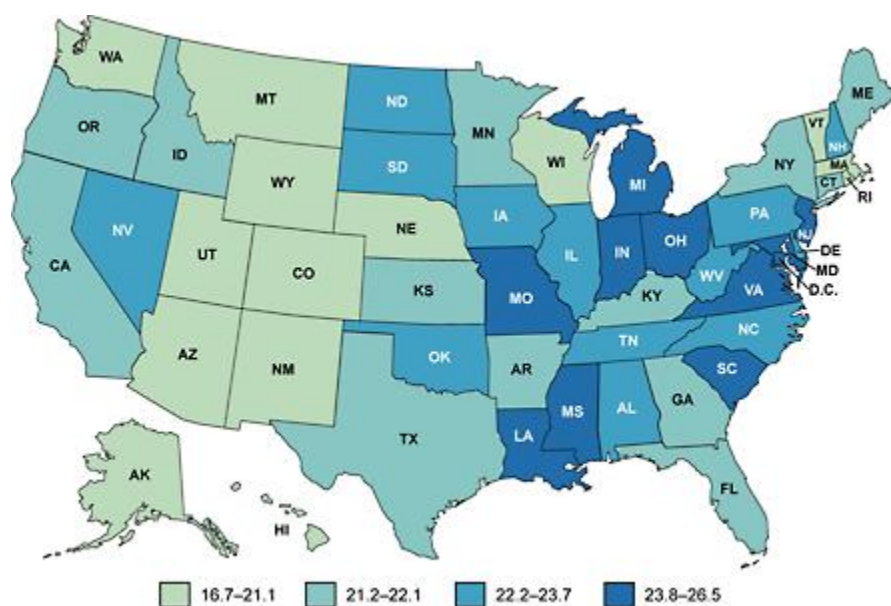 WA
MT
ND
MN
ME
OR
ID
SD
WI
VT
NH
NY
MA
CT
RI
WY
MI
IA
PA
NJ
NV
NE
IL
IN
OH
DE
MD
D.C.
CA
UT
CO
KS
MO
WV
VA
KY
NC
TN
AZ
NM
OK
AR
SC
MS
AL
GA
TX
LA
AK
HI
FL
16.7–21.1 21.2–22.1 22.2–23.7 23.8–26.5